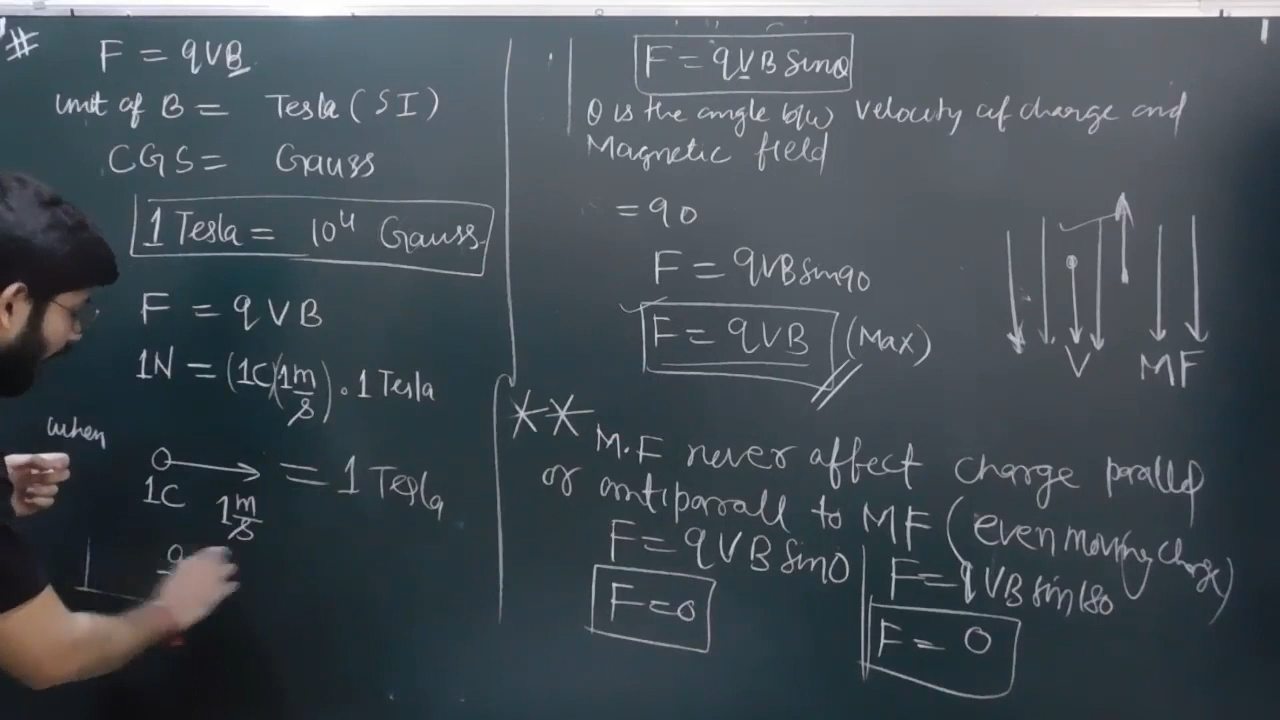 #
F = qVB
Unit of B = Tesla (SI)
CGS = Gauss
1 Tesla = 10⁴ Gauss
F = qVB
1N = (1C)(1m/s) . 1 Tesla
when
1C 1m/s = 1 Tesla
F = qVB sinθ
θ is the angle b/w velocity of charge and
Magnetic field
= 90
F = qVB sin90
F = qVB (Max)
V MF
** M.F never affect charge parallel
or antiparall to MF (even moving charge)
F = qVB sin0
F = 0
F = qVB sin180
F = 0